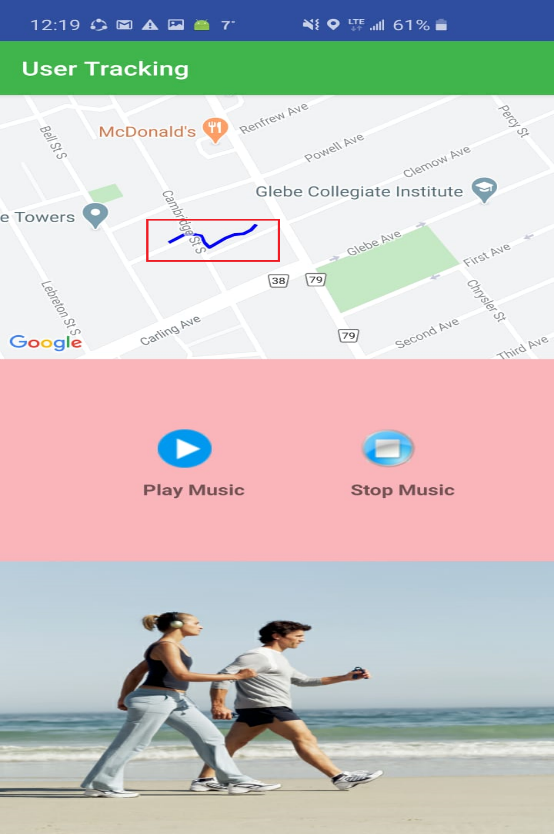 12:19 7° LTE 61%
User Tracking
McDonald's
Renfrew Ave
Percy St
Bell St S
Powell Ave
Clemow Ave
Glebe Collegiate Institute
e Towers
Cambridge St S
Glebe Ave
First Ave
38
79
Lebreton St S
Chrysler St
Carling Ave
79
Second Ave
Third Ave
Google
Play Music
Stop Music